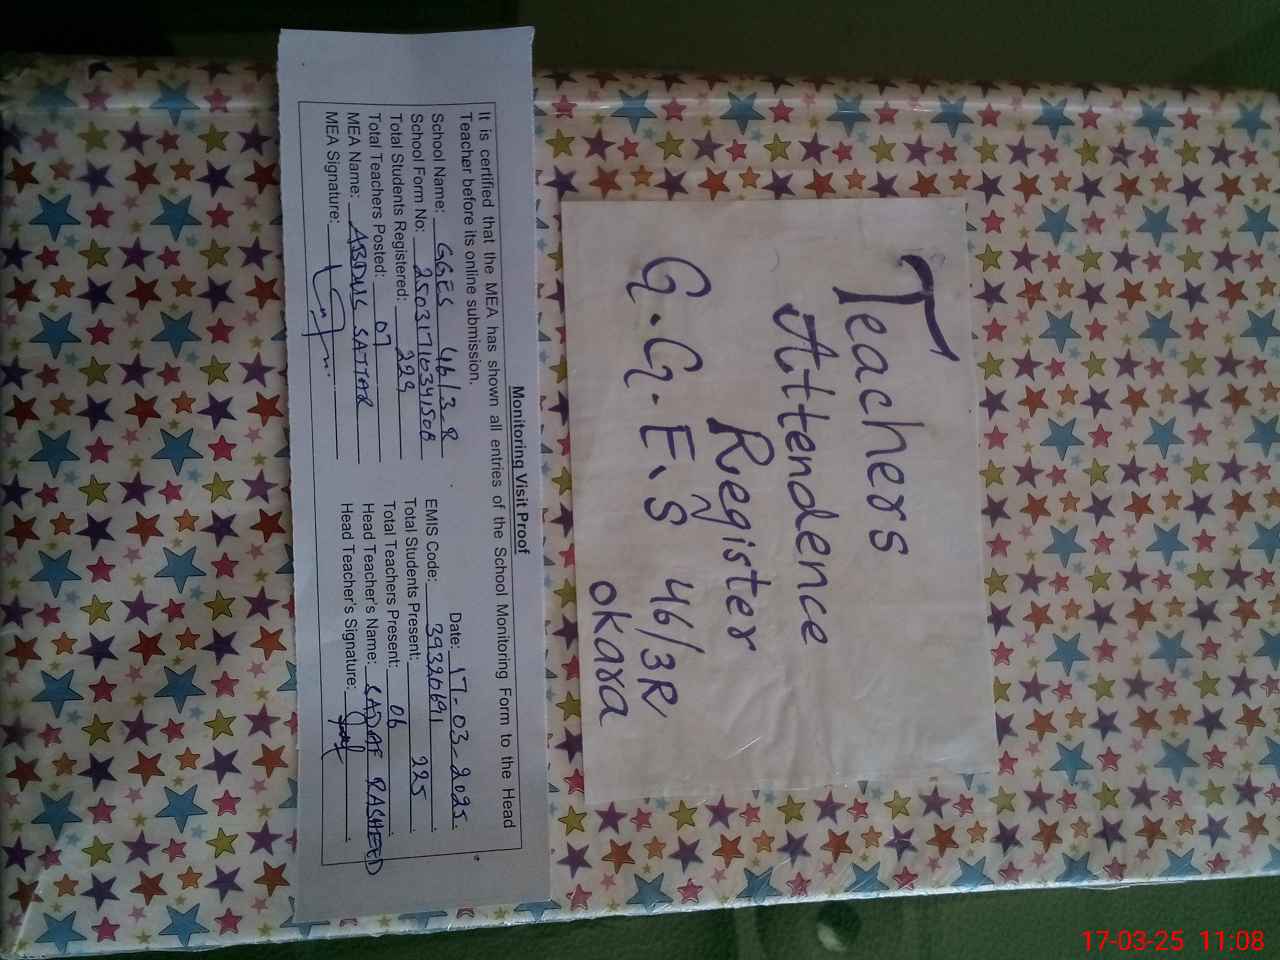 Teachers
Attendence
Register
G.G.E.S 46/3R
okara
Monitoring Visit Proof
It is certified that the MEA has shown all entries of the School Monitoring Form to the Head
Teacher before its online submission.
Date: 17-03-2025.
School Name: GGES 46/3-R
EMIS Code: 39320691
School Form No: 25031710341508
Total Students Present: 225
Total Students Registered: 229
Total Teachers Present: 06
Total Teachers Posted: 07
Head Teacher's Name: SADAF RASHEED
MEA Name: ABDUS SATTAR
Head Teacher's Signature:
MEA Signature:
17-03-25 11:08